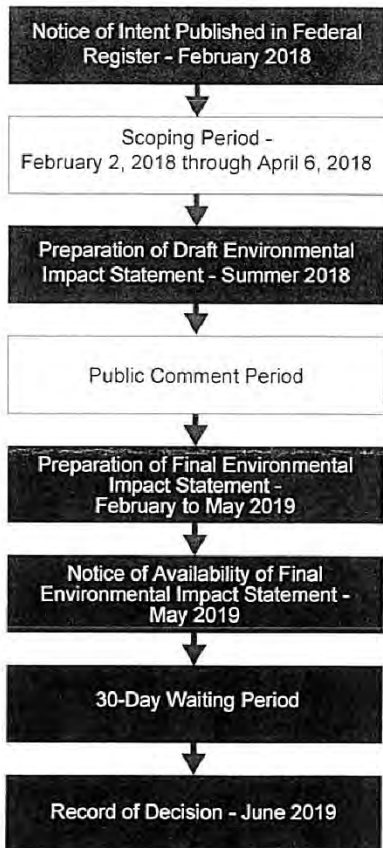 Notice of Intent Published in Federal
Register - February 2018
Scoping Period -
February 2, 2018 through April 6, 2018
Preparation of Draft Environmental
Impact Statement - Summer 2018
Public Comment Period
Preparation of Final Environmental
Impact Statement -
February to May 2019
Notice of Availability of Final
Environmental Impact Statement -
May 2019
30-Day Waiting Period
Record of Decision - June 2019